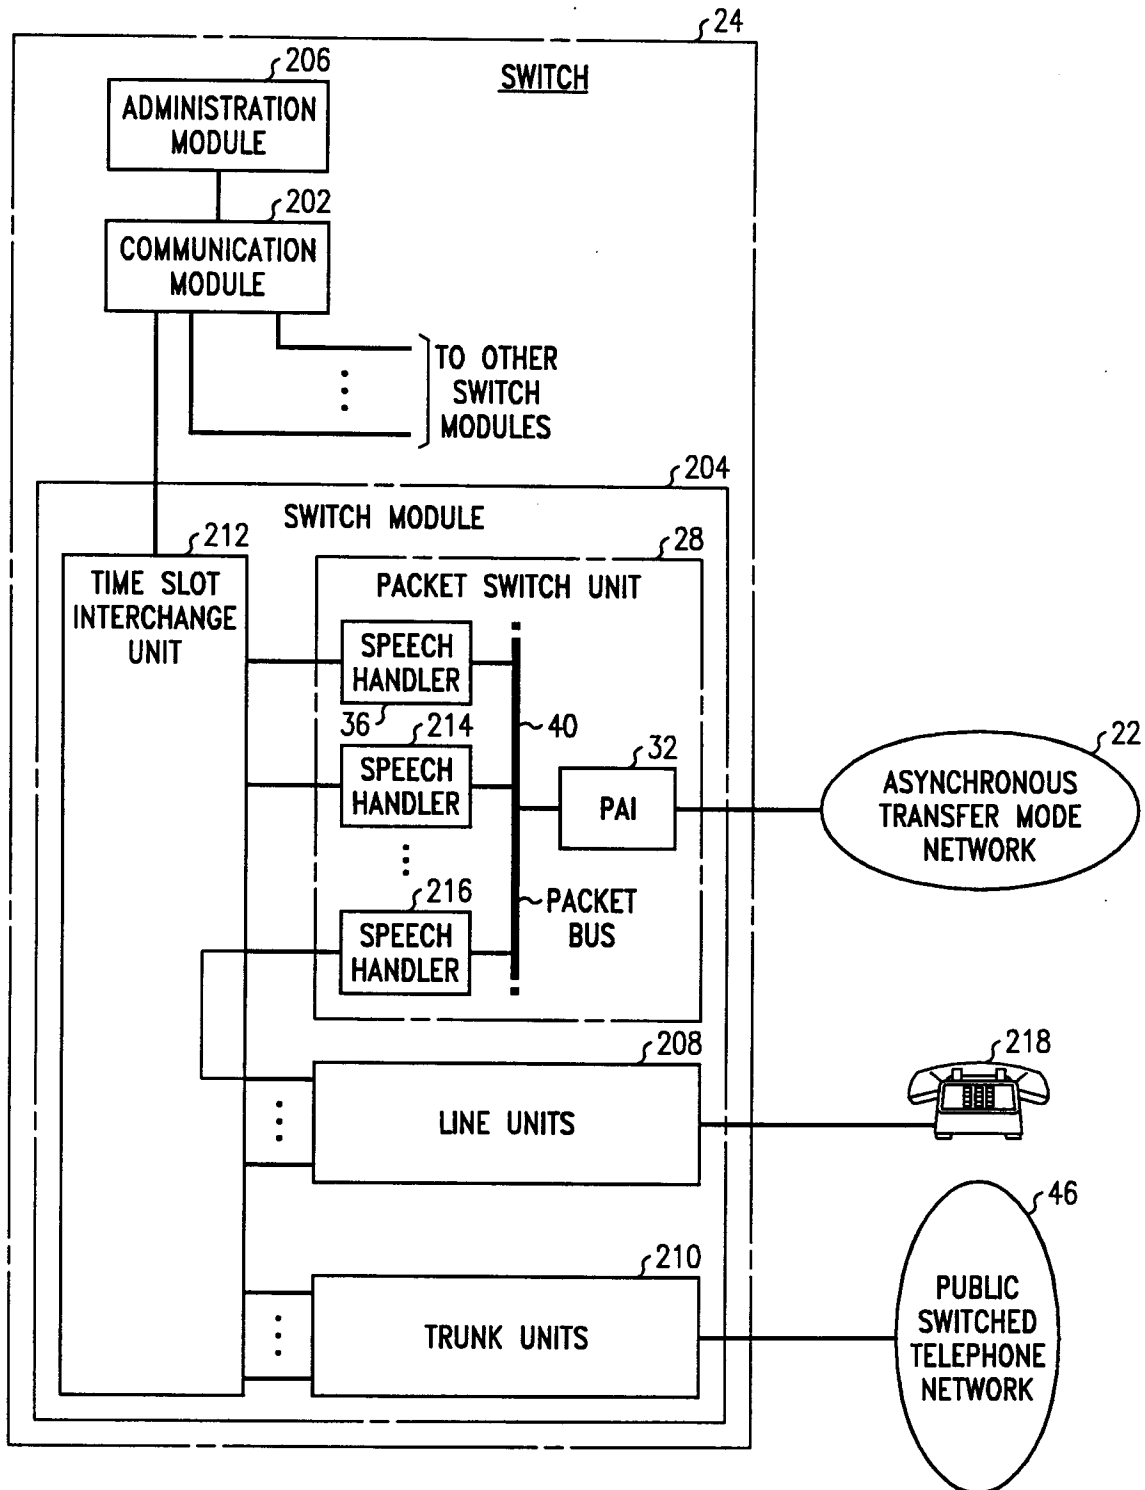 24
SWITCH
206
ADMINISTRATION
MODULE
202
COMMUNICATION
MODULE
TO OTHER
SWITCH
MODULES
204
SWITCH MODULE
212
TIME SLOT
INTERCHANGE
UNIT
28
PACKET SWITCH UNIT
SPEECH
HANDLER
36
214
SPEECH
HANDLER
216
SPEECH
HANDLER
40
32
PAI
PACKET
BUS
22
ASYNCHRONOUS
TRANSFER MODE
NETWORK
208
LINE UNITS
218
210
TRUNK UNITS
46
PUBLIC
SWITCHED
TELEPHONE
NETWORK